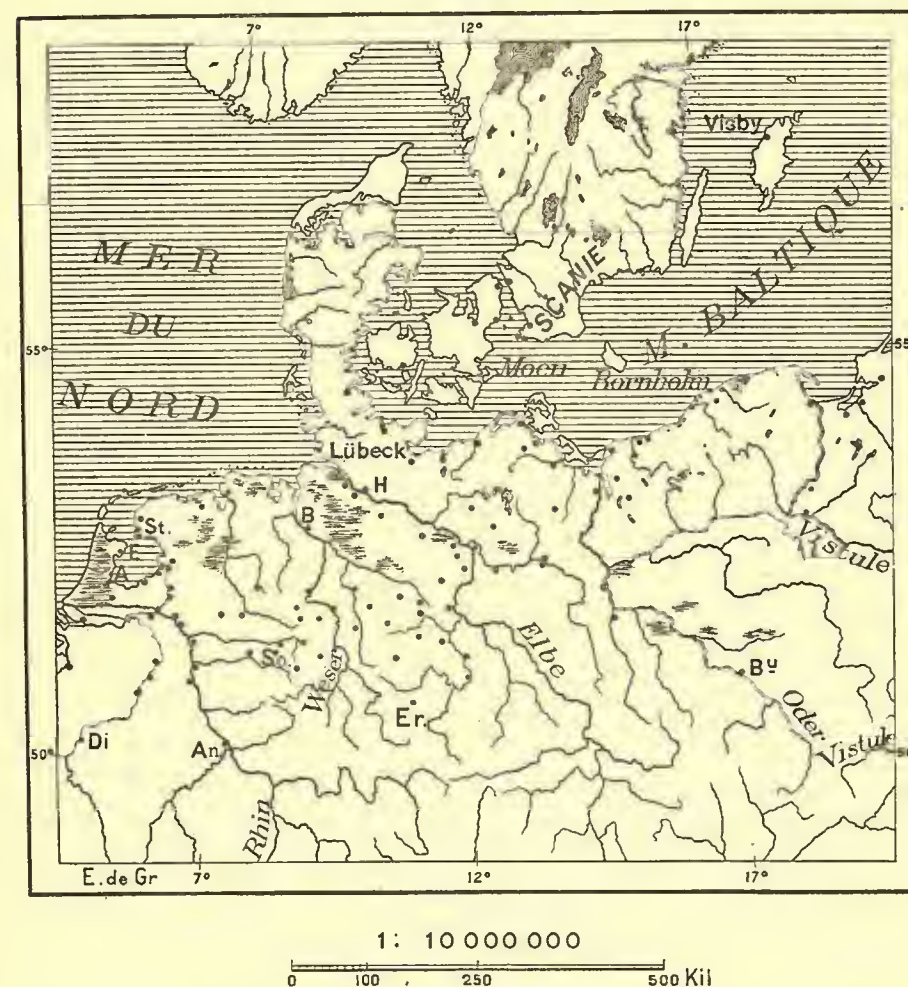 7° 12° 17°
Visby
MER
DU
NORD
M. BALTIQUE
SCANIE
55° 55
Moen Bornholm
Lübeck
H
B
St.
E
A
Vistule
Elbe
So.
Weser
Bu
Er.
Oder
Di
An
50°
Vistul
Rhin
E. de Gr 7° 12° 17°
1: 10 000 000
0 100 250 500 Kil